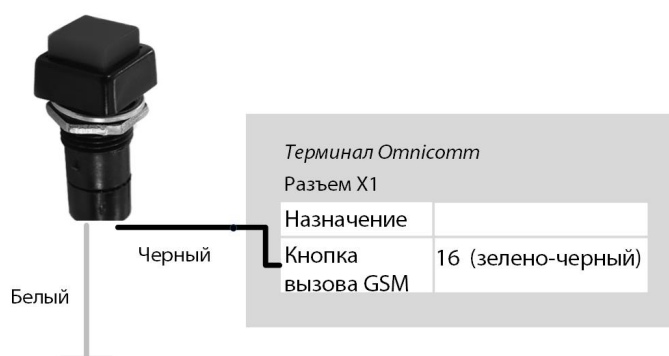 Терминал Omnicomm
Разъем X1
Назначение
Черный
Кнопка
вызова GSM
16 (зелено-черный)
Белый